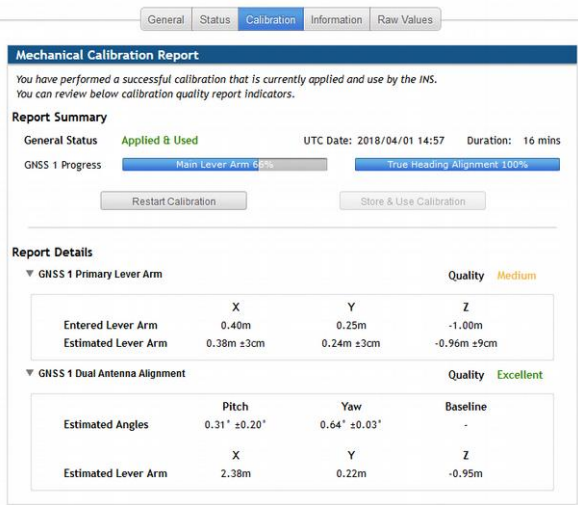 General Status Calibration Information Raw Values
Mechanical Calibration Report
You have performed a successful calibration that is currently applied and use by the INS.
You can review below calibration quality report indicators.
Report Summary
General Status Applied & Used UTC Date: 2018/04/01 14:57 Duration: 16 mins
GNSS 1 Progress Main Lever Arm 66% True Heading Alignment 100%
Restart Calibration Store & Use Calibration
Report Details
GNSS 1 Primary Lever Arm Quality Medium
X Y Z
Entered Lever Arm 0.40m 0.25m -1.00m
Estimated Lever Arm 0.38m ±3cm 0.24m ±3cm -0.96m ±9cm
GNSS 1 Dual Antenna Alignment Quality Excellent
Pitch Yaw Baseline
Estimated Angles 0.31° ±0.20° 0.64° ±0.03° -
X Y Z
Estimated Lever Arm 2.38m 0.22m -0.95m